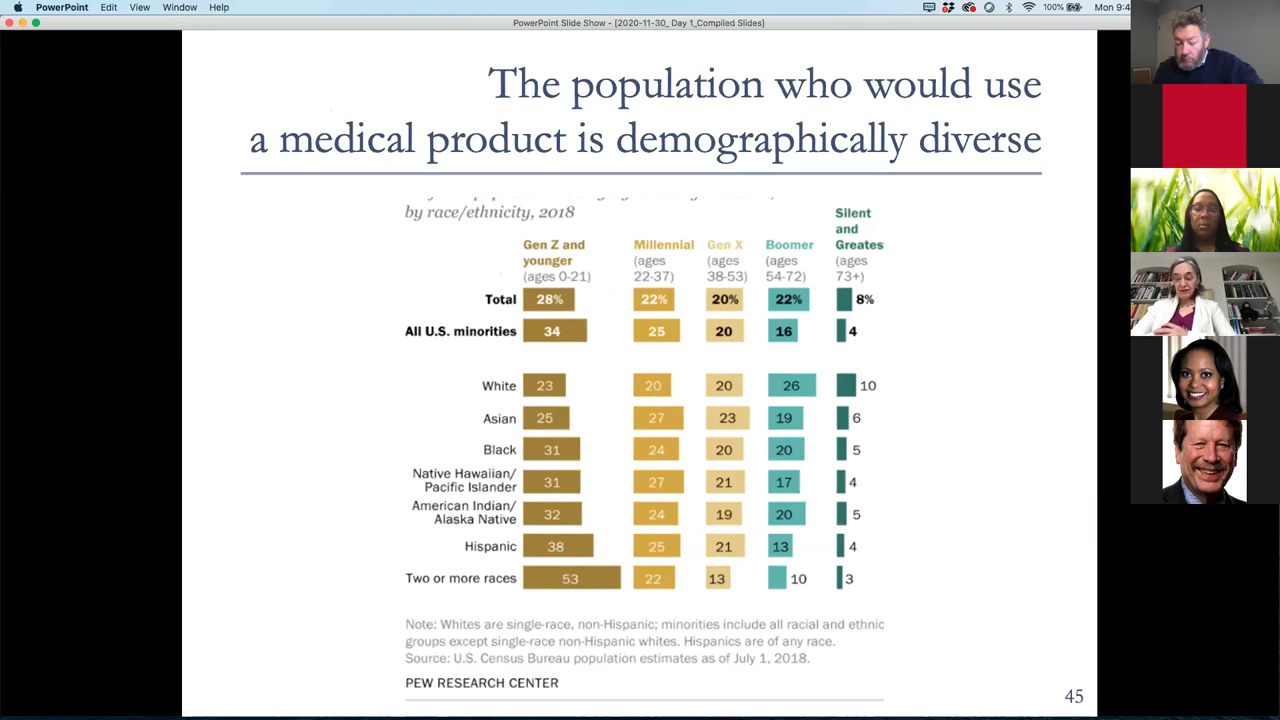 PowerPoint Edit View Window Help 100% Mon 9:4
PowerPoint Slide Show - [2020-11-30_ Day 1_Compiled Slides]
The population who would use
a medical product is demographically diverse
by race/ethnicity, 2018
Gen Z and younger (ages 0-21) Millennial (ages 22-37) Gen X (ages 38-53) Boomer (ages 54-72) Silent and Greates (ages 73+)
Total 28% 22% 20% 22% 8%
All U.S. minorities 34 25 20 16 4
White 23 20 20 26 10
Asian 25 27 23 19 6
Black 31 24 20 20 5
Native Hawaiian/
Pacific Islander 31 27 21 17 4
American Indian/
Alaska Native 32 24 19 20 5
Hispanic 38 25 21 13 4
Two or more races 53 22 13 10 3
Note: Whites are single-race, non-Hispanic; minorities include all racial and ethnic
groups except single-race non-Hispanic whites. Hispanics are of any race.
Source: U.S. Census Bureau population estimates as of July 1, 2018.
PEW RESEARCH CENTER
45